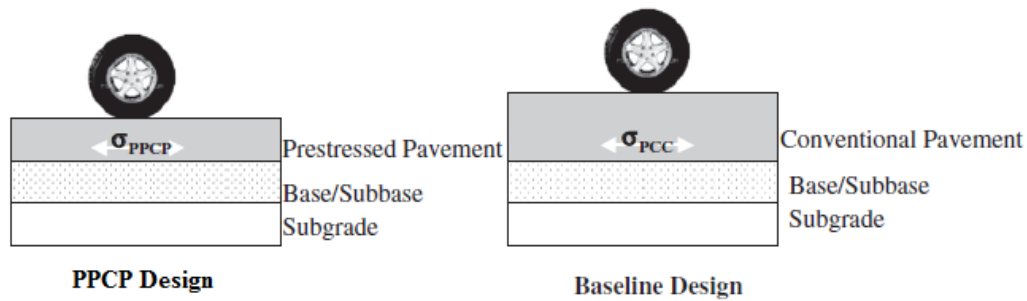 σPPCP
Prestressed Pavement
Base/Subbase
Subgrade
PPCP Design
σPCC
Conventional Pavement
Base/Subbase
Subgrade
Baseline Design